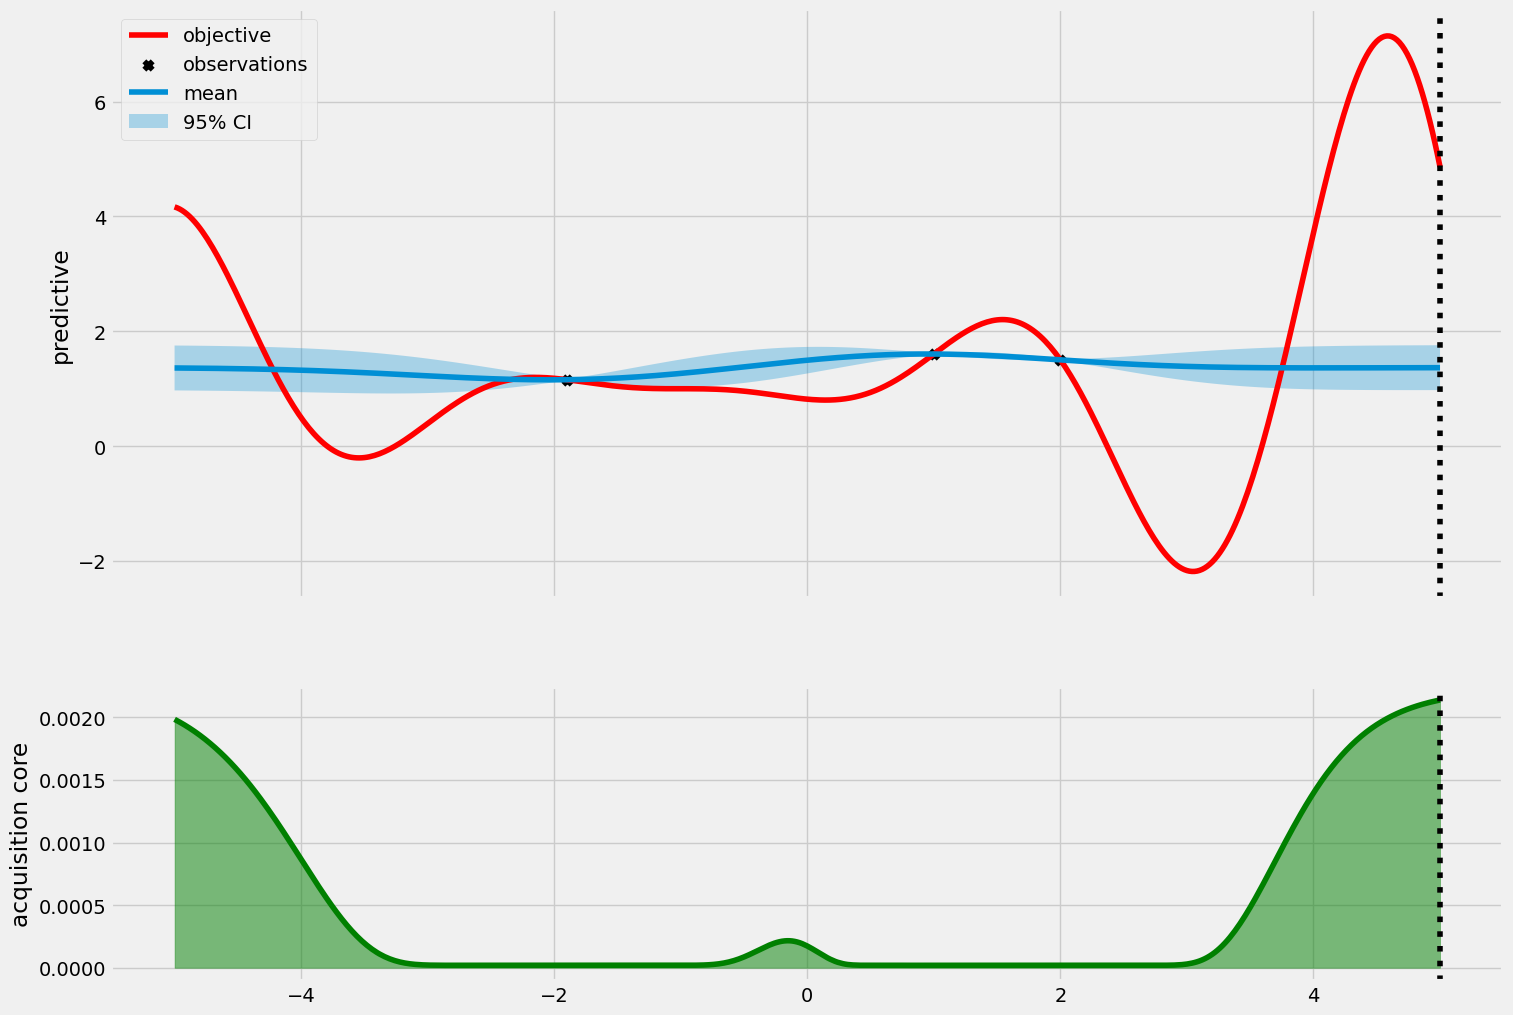 objective
observations
mean
95% CI
predictive
6
4
2
0
−2
acquisition core
0.0020
0.0015
0.0010
0.0005
0.0000
−4
−2
0
2
4